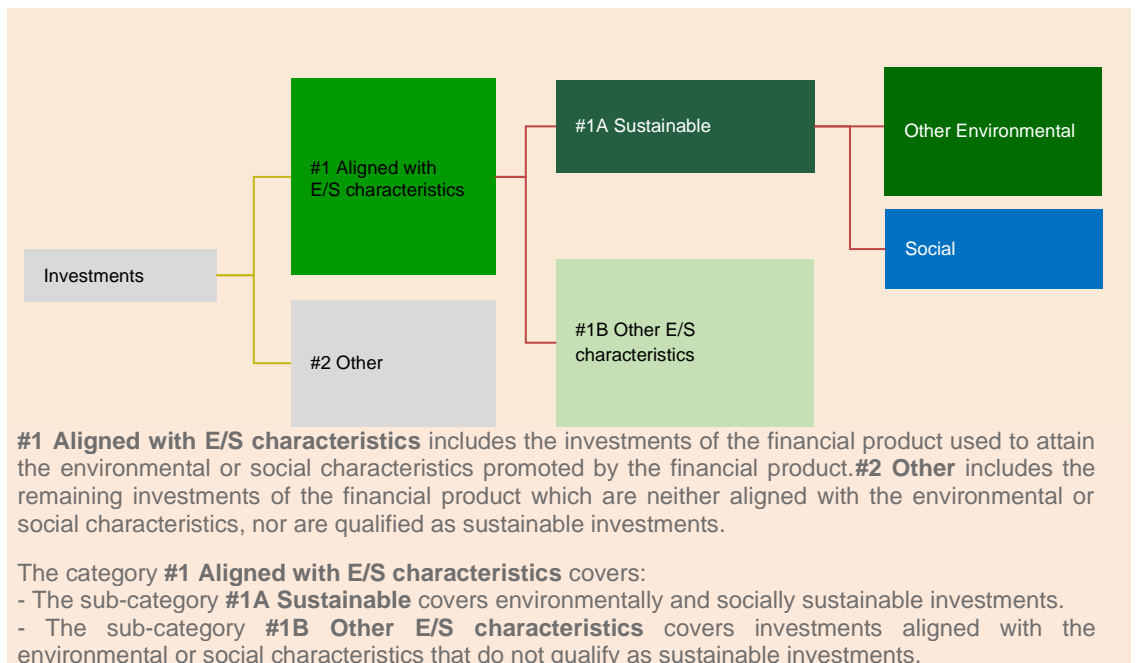 #1A Sustainable
Other Environmental
#1 Aligned with
E/S characteristics
Social
Investments
#1B Other E/S
characteristics
#2 Other
#1 Aligned with E/S characteristics includes the investments of the financial product used to attain
the environmental or social characteristics promoted by the financial product.#2 Other includes the
remaining investments of the financial product which are neither aligned with the environmental or
social characteristics, nor are qualified as sustainable investments.
The category #1 Aligned with E/S characteristics covers:
- The sub-category #1A Sustainable covers environmentally and socially sustainable investments.
- The sub-category #1B Other E/S characteristics covers investments aligned with the
environmental or social characteristics that do not qualify as sustainable investments.